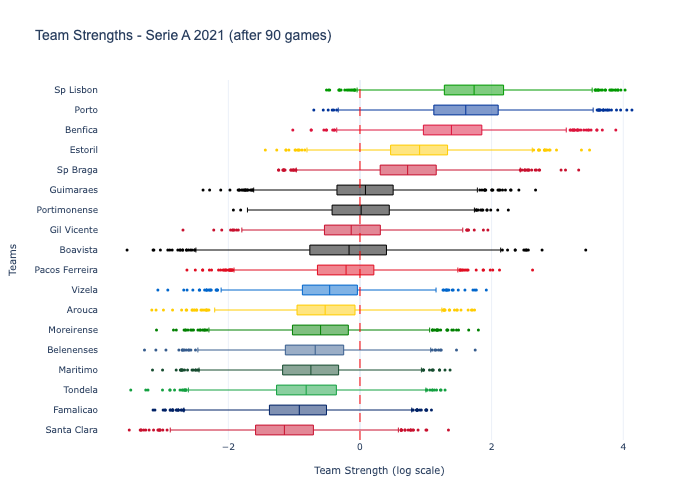 Team Strengths - Serie A 2021 (after 90 games)
Sp Lisbon
Porto
Benfica
Estoril
Sp Braga
Guimaraes
Portimonense
Gil Vicente
Boavista
Pacos Ferreira
Vizela
Arouca
Moreirense
Belenenses
Maritimo
Tondela
Famalicao
Santa Clara
Teams
−2 0 2 4
Team Strength (log scale)